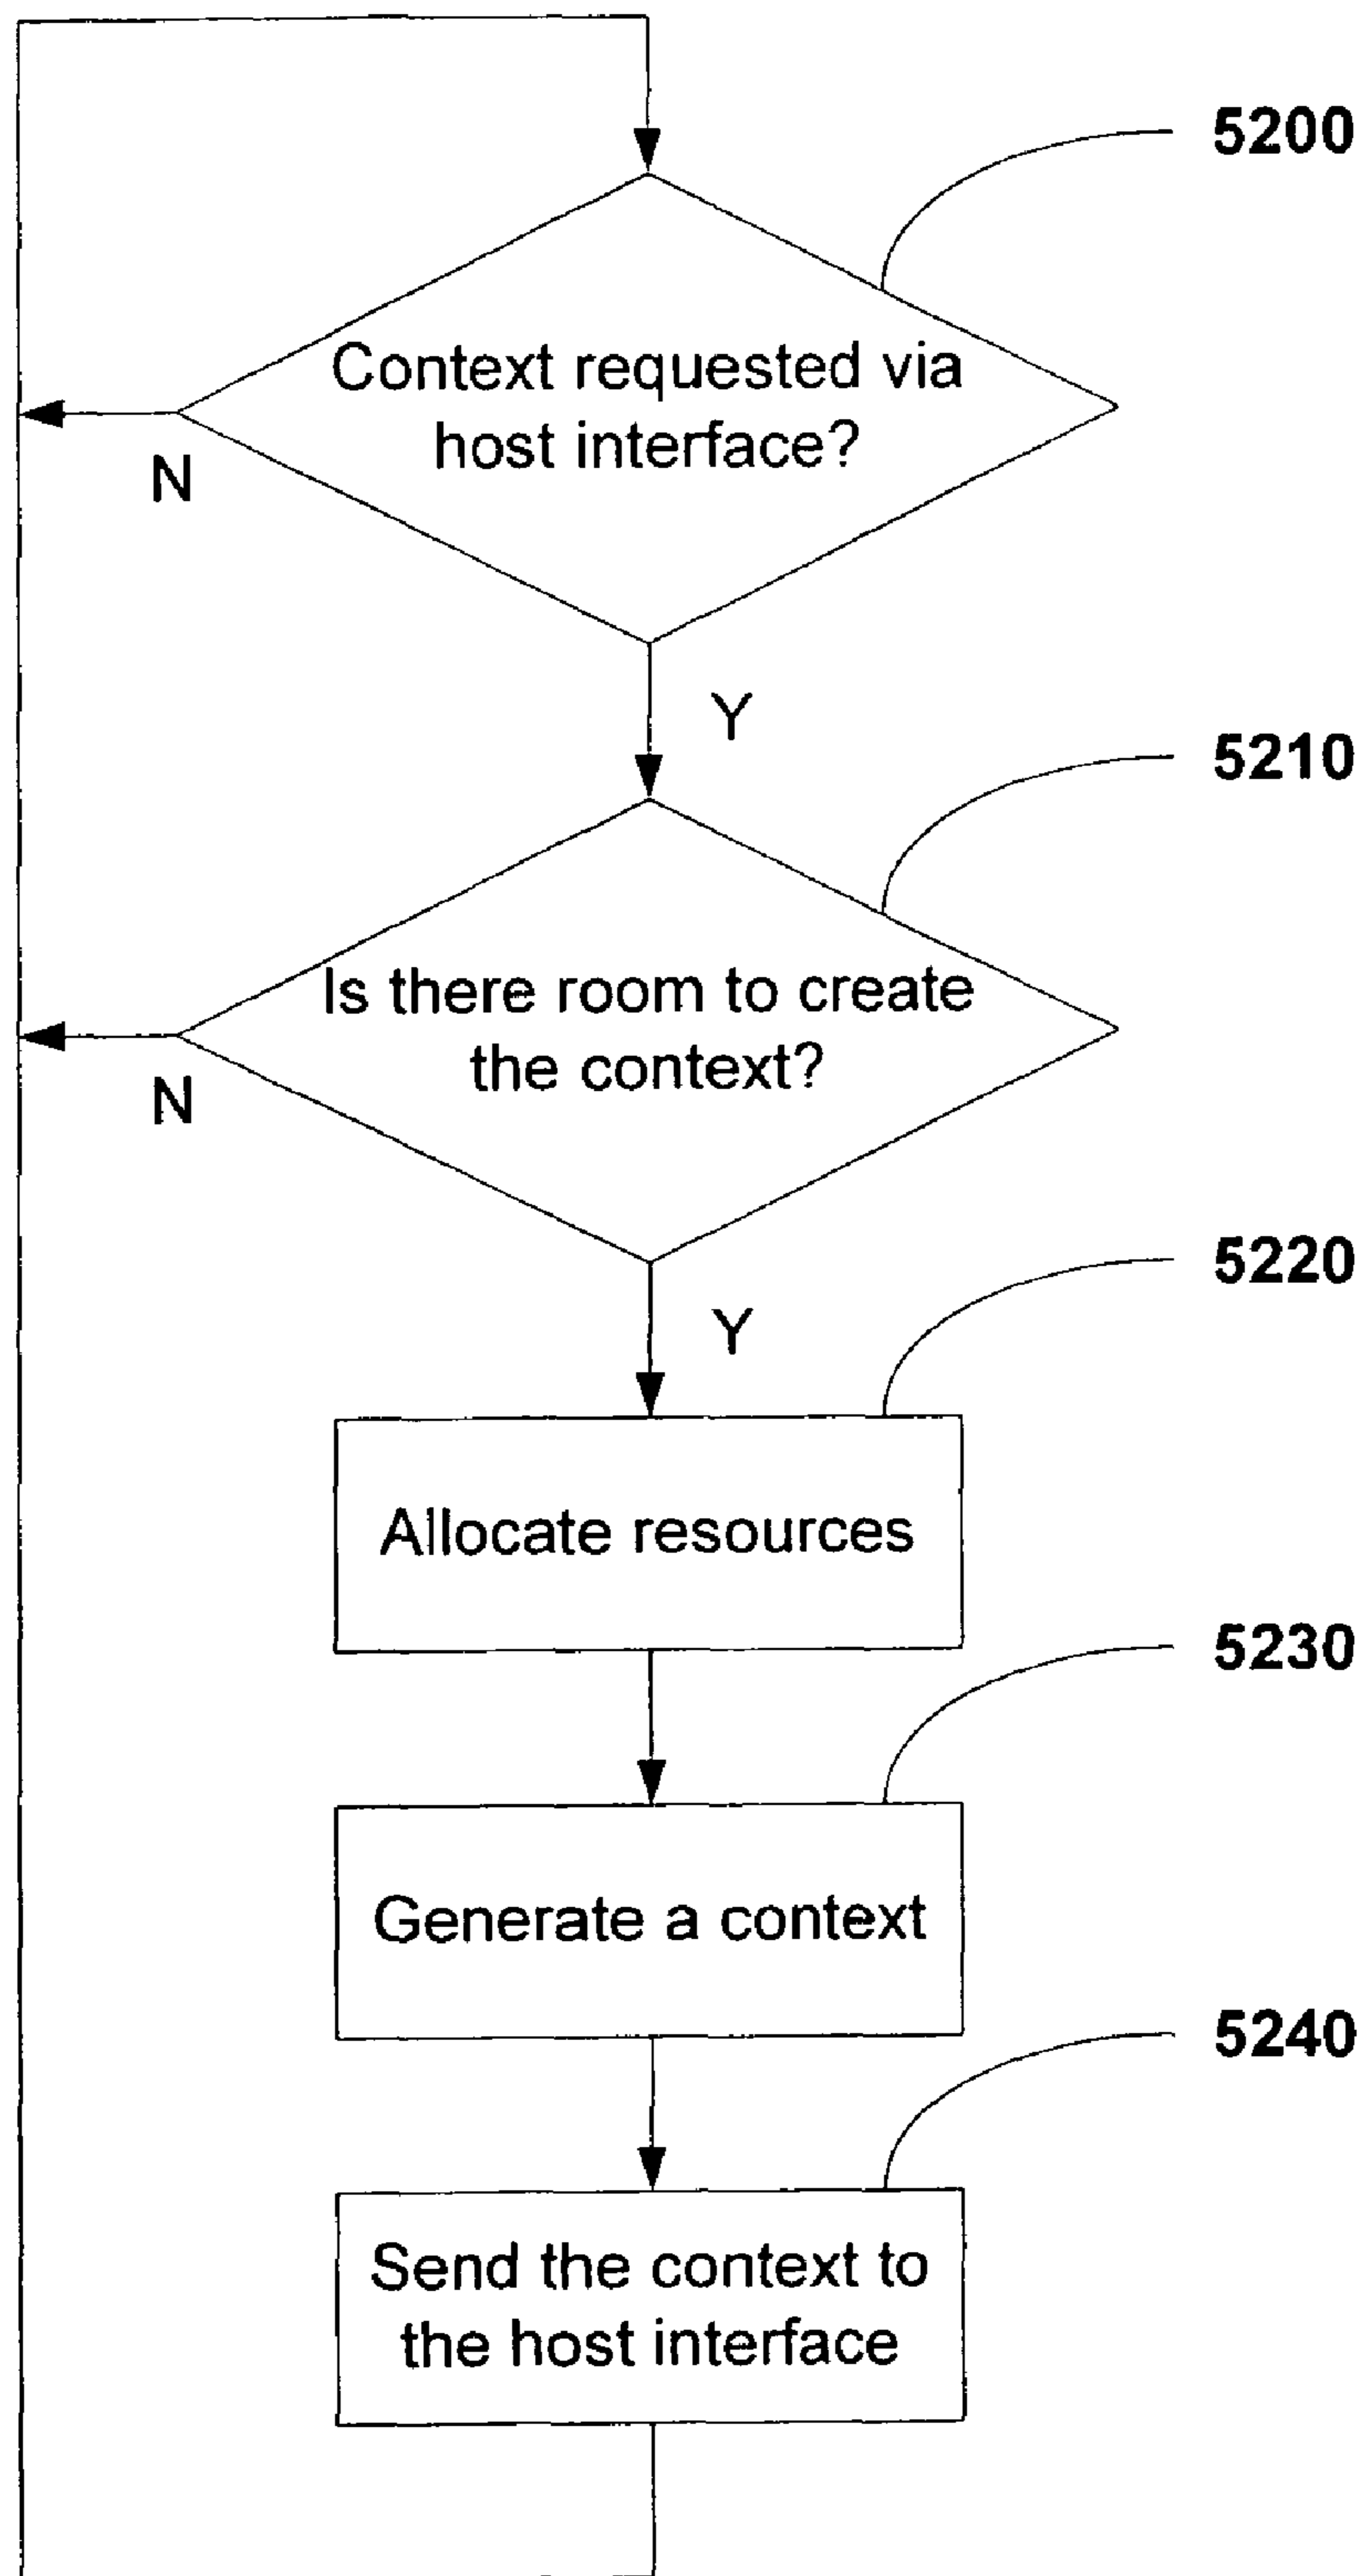 5200
Context requested via
host interface?
N
Y
5210
Is there room to create
the context?
N
Y
5220
Allocate resources
5230
Generate a context
5240
Send the context to
the host interface